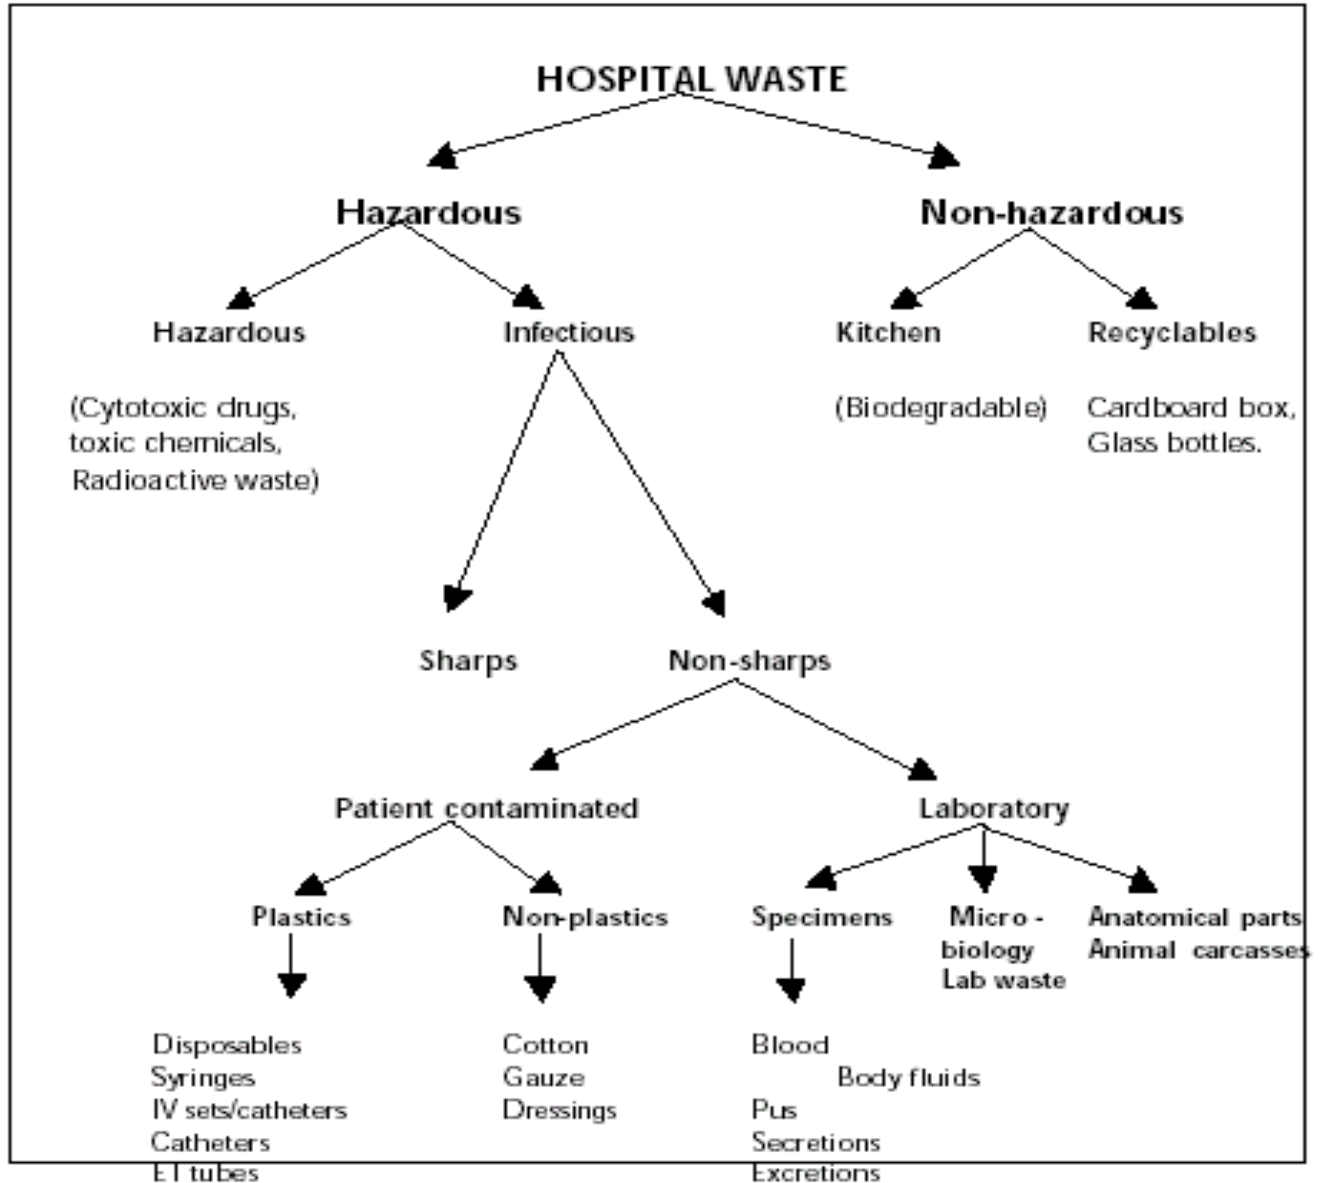 HOSPITAL WASTE
Hazardous
Non-hazardous
Hazardous
Infectious
Kitchen
Recyclables
(Cytotoxic drugs,
toxic chemicals,
Radioactive waste)
(Biodegradable)
Cardboard box,
Glass bottles.
Sharps
Non-sharps
Patient contaminated
Laboratory
Plastics
Non-plastics
Specimens
Micro -
biology
Lab waste
Anatomical parts
Animal carcasses
Disposables
Syringes
IV sets/catheters
Catheters
ET tubes
Cotton
Gauze
Dressings
Blood
Body fluids
Pus
Secretions
Excretions